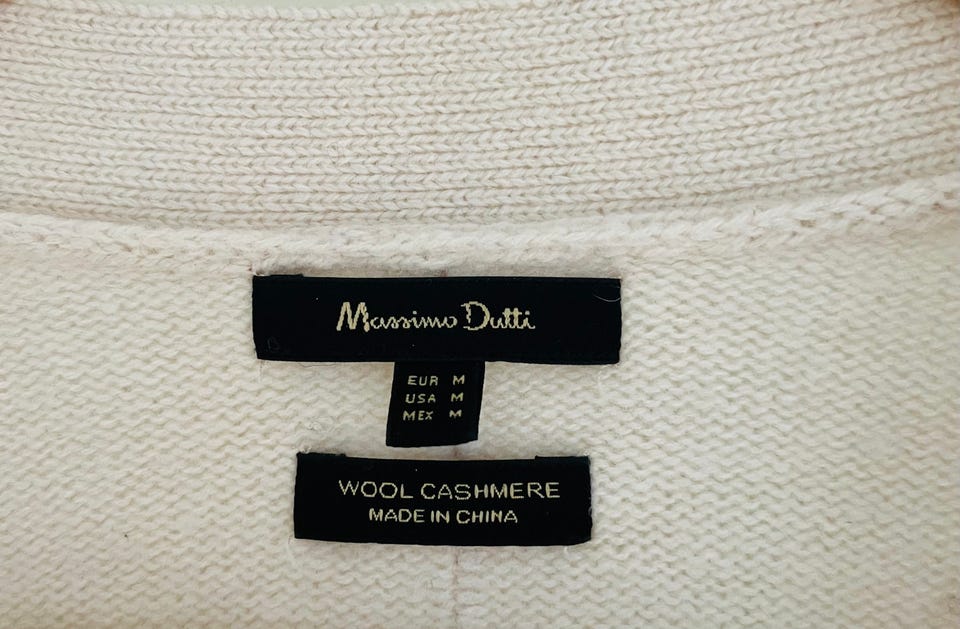 Massimo Dutti
EUR M
USA M
MEX M
WOOL CASHMERE
MADE IN CHINA